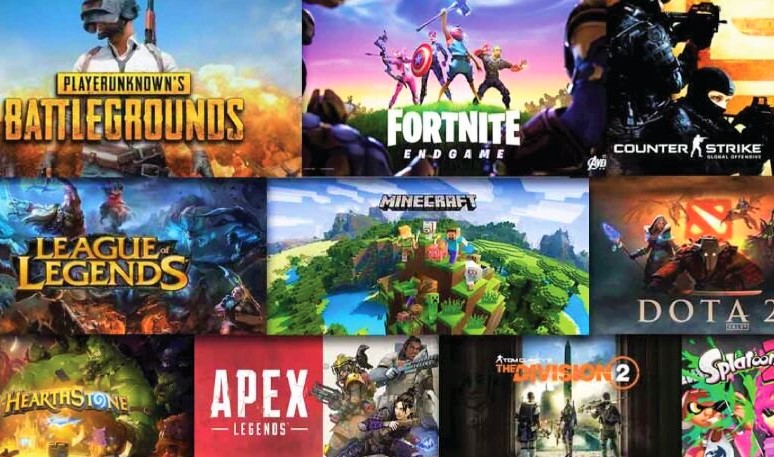 PLAYERUNKNOWN'S
BATTLEGROUNDS
FORTNITE
ENDGAME
COUNTER STRIKE
GLOBAL OFFENSIVE
LEAGUE of
LEGENDS
MINECRAFT
DOTA 2
HEARTHSTONE
APEX
LEGENDS
TOM CLANCY'S
THE DIVISION 2
Splatoon